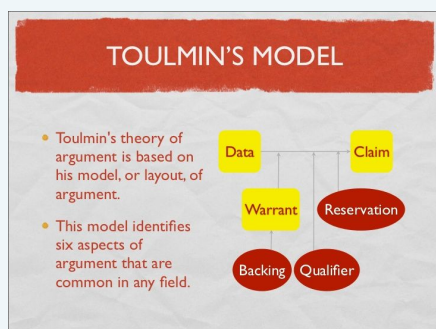 TOULMIN'S MODEL
• Toulmin's theory of
argument is based on
his model, or layout, of
argument.
• This model identifies
six aspects of
argument that are
common in any field.
Data
Claim
Warrant
Reservation
Backing
Qualifier